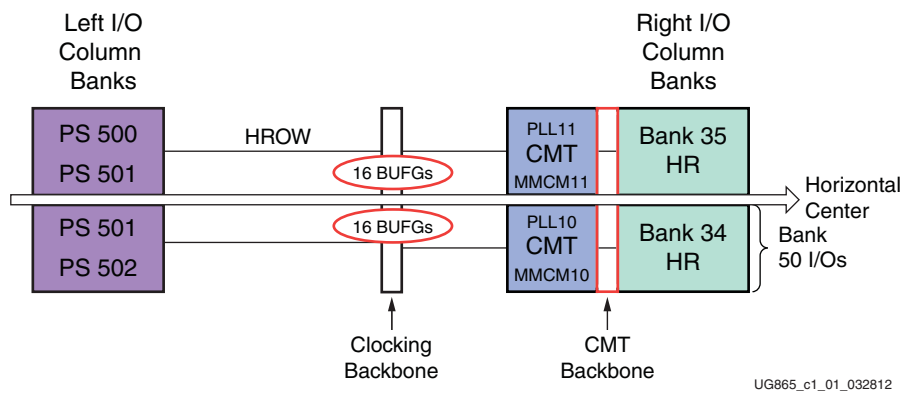 Left I/O
Column
Banks
Right I/O
Column
Banks
PS 500
PS 501
HROW
16 BUFGs
PLL11
CMT
MMCM11
Bank 35
HR
Horizontal
Center
PS 501
PS 502
16 BUFGs
PLL10
CMT
MMCM10
Bank 34
HR
Bank
50 I/Os
Clocking
Backbone
CMT
Backbone
UG865_c1_01_032812